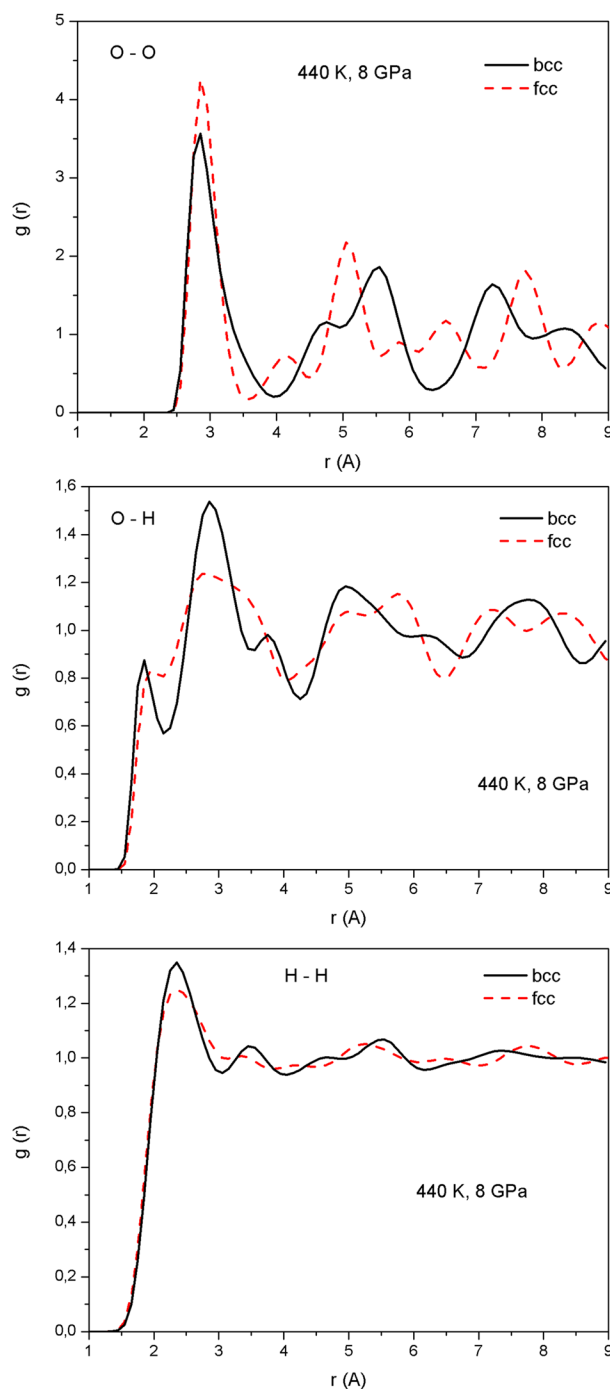 O - O
440 K, 8 GPa
bcc
fcc
5
4
3
2
1
0
g (r)
1 2 3 4 5 6 7 8 9
r (A)
O - H
bcc
fcc
1,6
1,4
1,2
1,0
0,8
0,6
0,4
0,2
0,0
g (r)
440 K, 8 GPa
1 2 3 4 5 6 7 8 9
r (A)
H - H
bcc
fcc
1,4
1,2
1,0
0,8
0,6
0,4
0,2
0,0
g (r)
440 K, 8 GPa
1 2 3 4 5 6 7 8 9
r (A)